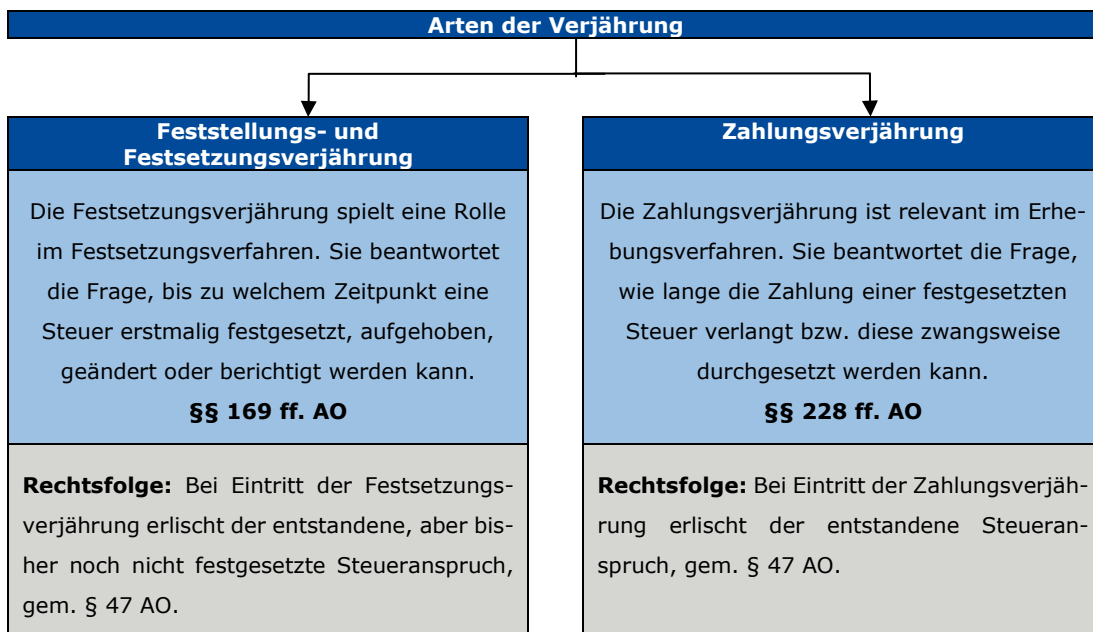 Arten der Verjährung
Feststellungs- und
Festsetzungsverjährung
Die Festsetzungsverjährung spielt eine Rolle
im Festsetzungsverfahren. Sie beantwortet
die Frage, bis zu welchem Zeitpunkt eine
Steuer erstmalig festgesetzt, aufgehoben,
geändert oder berichtigt werden kann.
§§ 169 ff. AO
Rechtsfolge: Bei Eintritt der Festsetzungs-
verjährung erlischt der entstandene, aber bis-
her noch nicht festgesetzte Steueranspruch,
gem. § 47 AO.
Zahlungsverjährung
Die Zahlungsverjährung ist relevant im Erhe-
bungsverfahren. Sie beantwortet die Frage,
wie lange die Zahlung einer festgesetzten
Steuer verlangt bzw. diese zwangsweise
durchgesetzt werden kann.
§§ 228 ff. AO
Rechtsfolge: Bei Eintritt der Zahlungsverjäh-
rung erlischt der entstandene Steueran-
spruch, gem. § 47 AO.